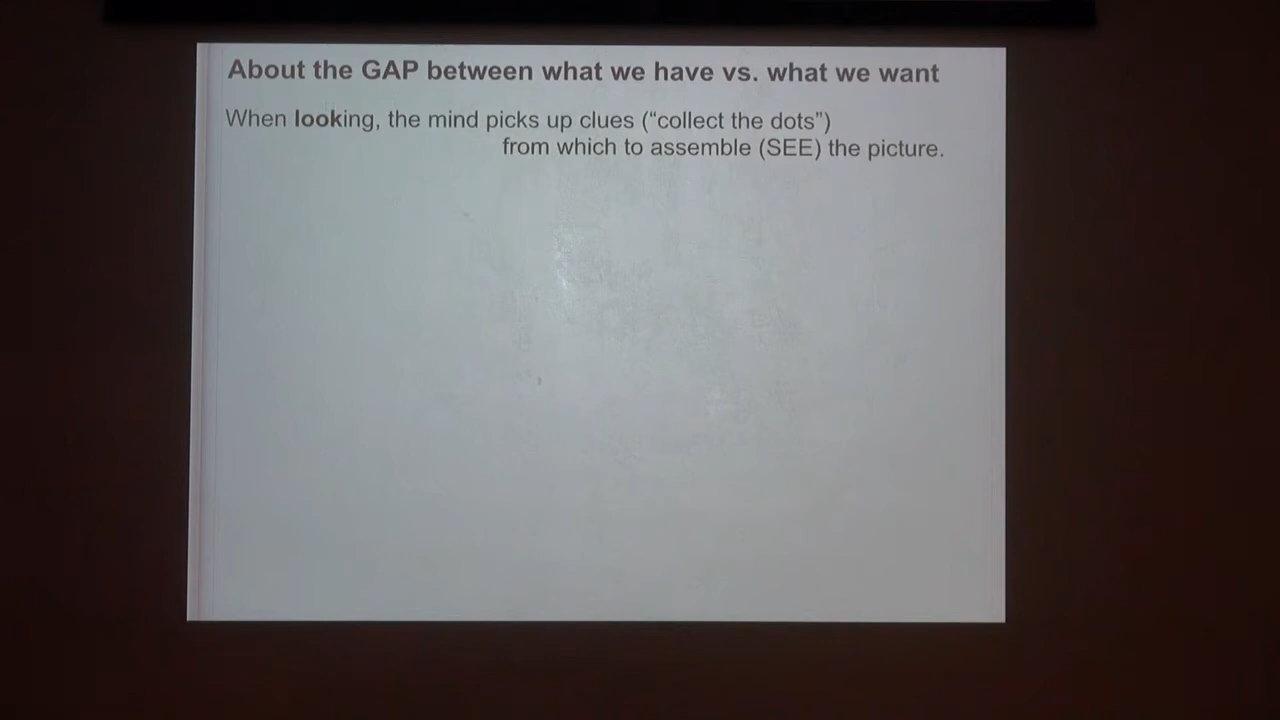 About the GAP between what we have vs. what we want
When looking, the mind picks up clues (“collect the dots”)
from which to assemble (SEE) the picture.